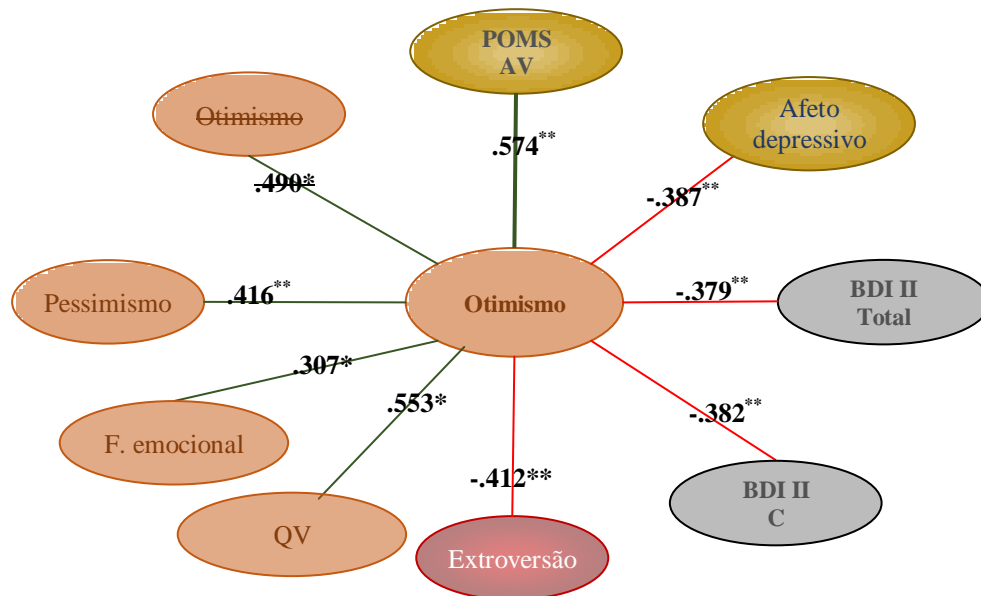 POMS
AV
Otimismo
Afeto
depressivo
.574**
.490*
-.387**
Pessimismo
.416**
Otimismo
-.379**
BDI II
Total
.307*
.553*
-.382**
F. emocional
-.412**
BDI II
C
QV
Extroversão